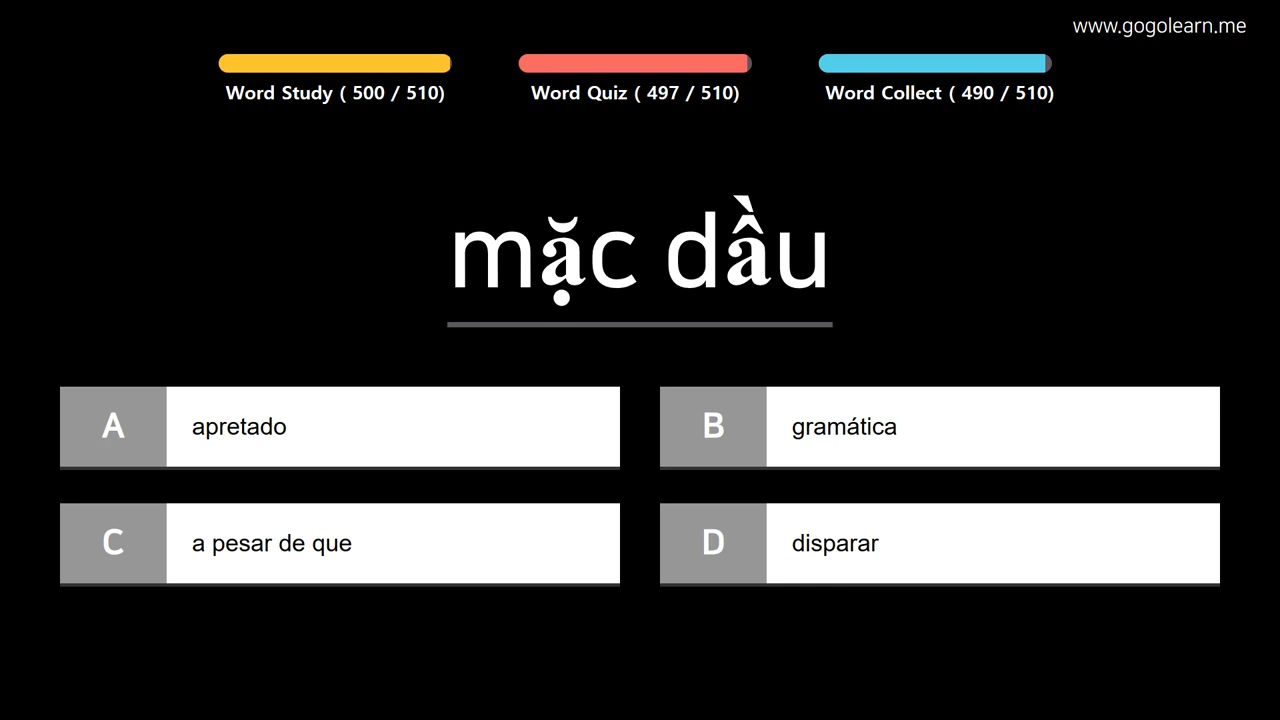 www.gogolearn.me
Word Study ( 500 / 510)
Word Quiz ( 497 / 510)
Word Collect ( 490 / 510)
mặc dầu
A apretado
B gramática
C a pesar de que
D disparar